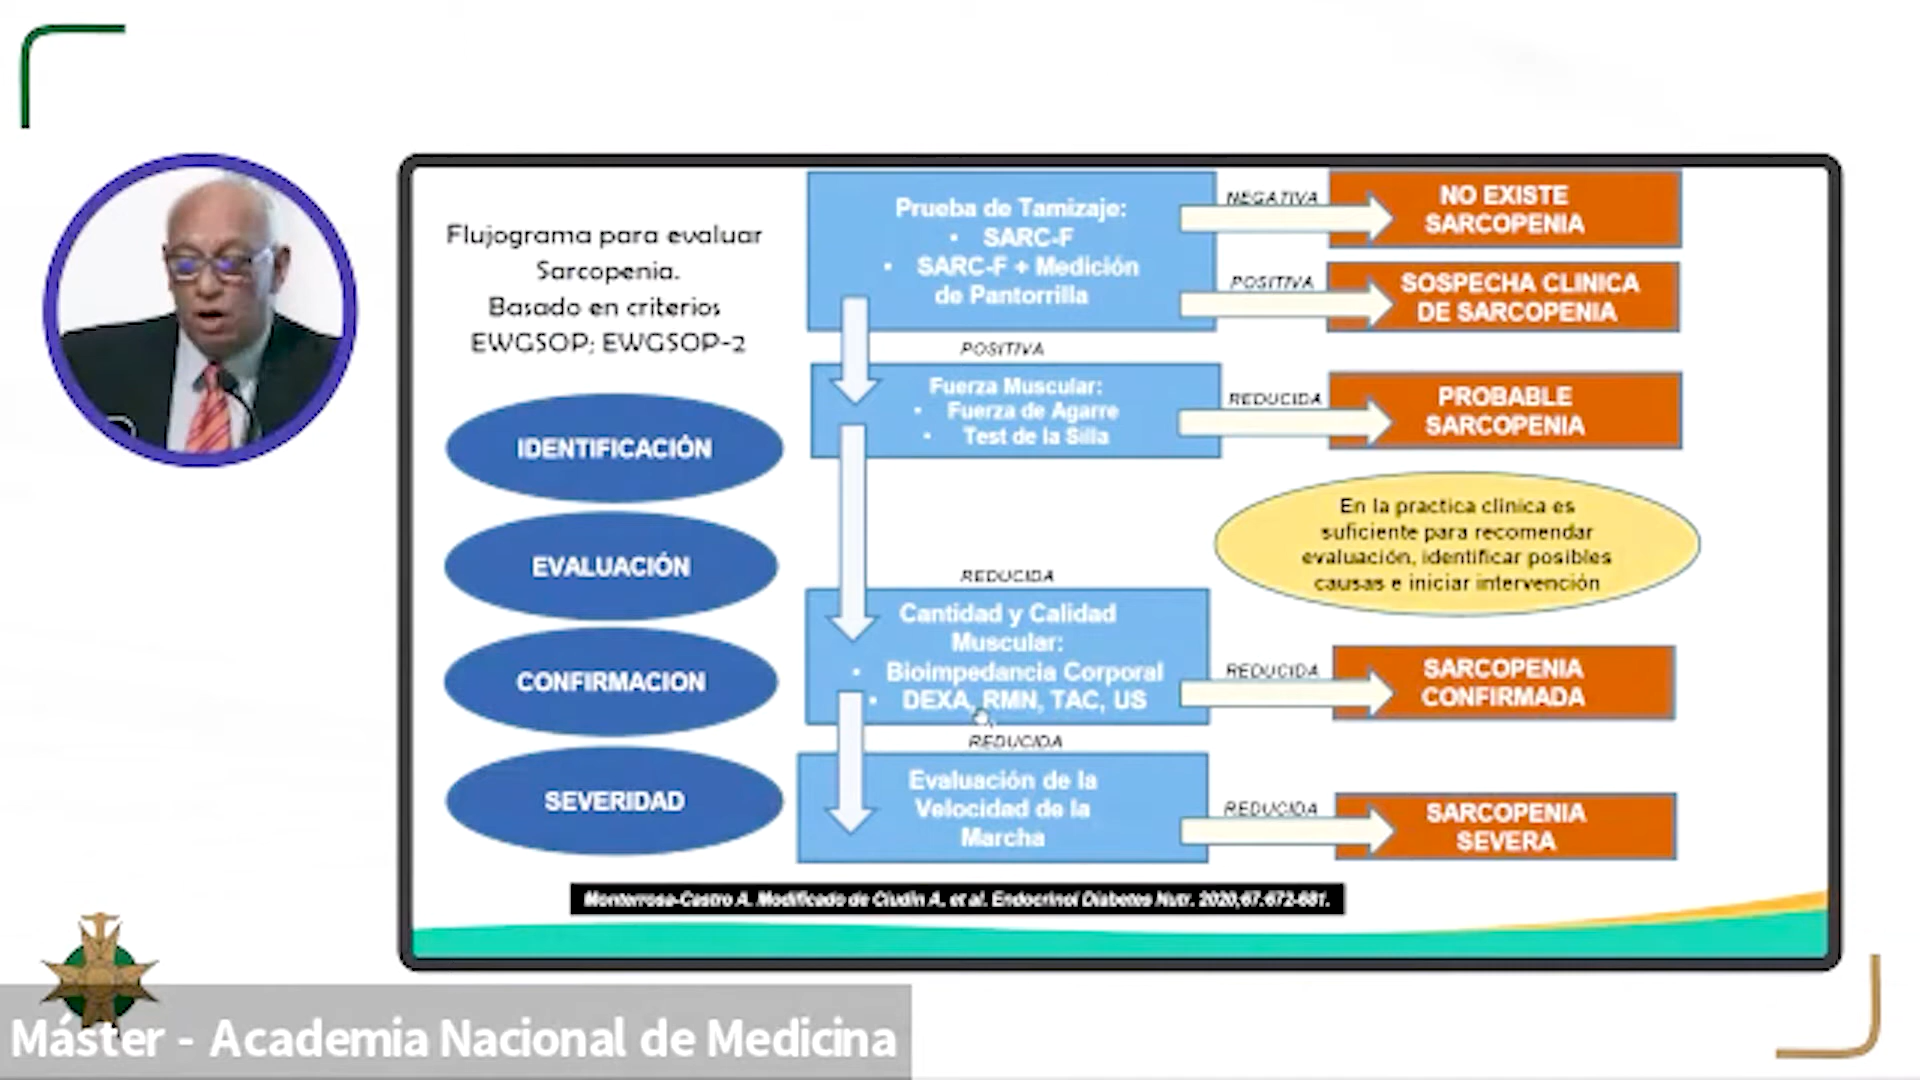 Flujograma para evaluar
Sarcopenia.
Basado en criterios
EWGSOP; EWGSOP-2
IDENTIFICACIÓN
EVALUACIÓN
CONFIRMACION
SEVERIDAD
Prueba de Tamizaje:
• SARC-F
• SARC-F + Medición
de Pantorrilla
NEGATIVA
NO EXISTE
SARCOPENIA
POSITIVA
SOSPECHA CLINICA
DE SARCOPENIA
POSITIVA
Fuerza Muscular:
• Fuerza de Agarre
• Test de la Silla
REDUCIDA
PROBABLE
SARCOPENIA
En la practica clinica es
suficiente para recomendar
evaluación, identificar posibles
causas e iniciar intervención
REDUCIDA
Cantidad y Calidad
Muscular:
• Bioimpedancia Corporal
• DEXA, RMN, TAC, US
REDUCIDA
SARCOPENIA
CONFIRMADA
REDUCIDA
Evaluación de la
Velocidad de la
Marcha
REDUCIDA
SARCOPENIA
SEVERA
Monterrosa-Castro A. Modificado de Ciudin A, et al. Endocrinol Diabetes Nutr. 2020;67:672-681.
Máster - Academia Nacional de Medicina